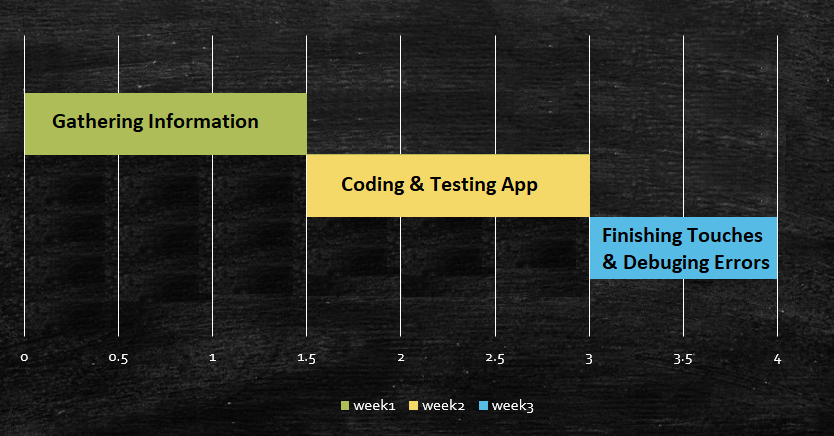 Gathering Information
Coding & Testing App
Finishing Touches
& Debuging Errors
0 0.5 1 1.5 2 2.5 3 3.5 4
week1 week2 week3